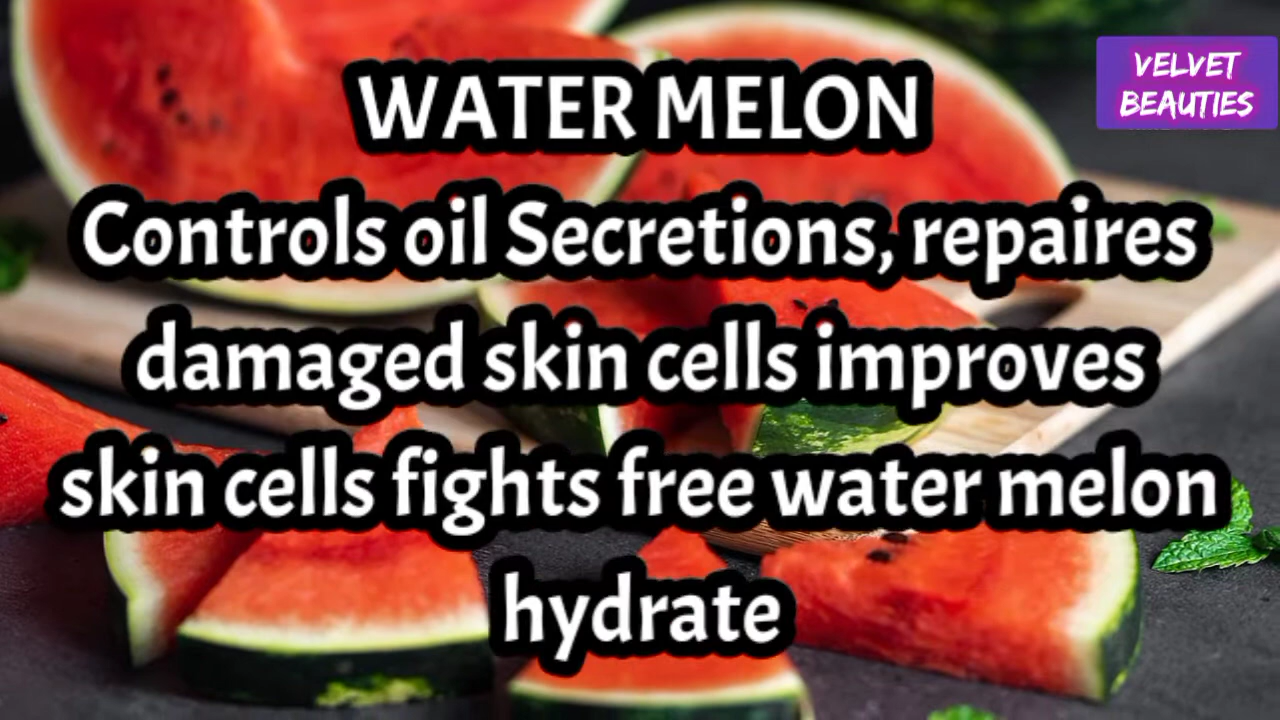 WATER MELON
VELVET
BEAUTIES
Controls oil Secretions, repaires
damaged skin cells improves
skin cells fights free water melon
hydrate